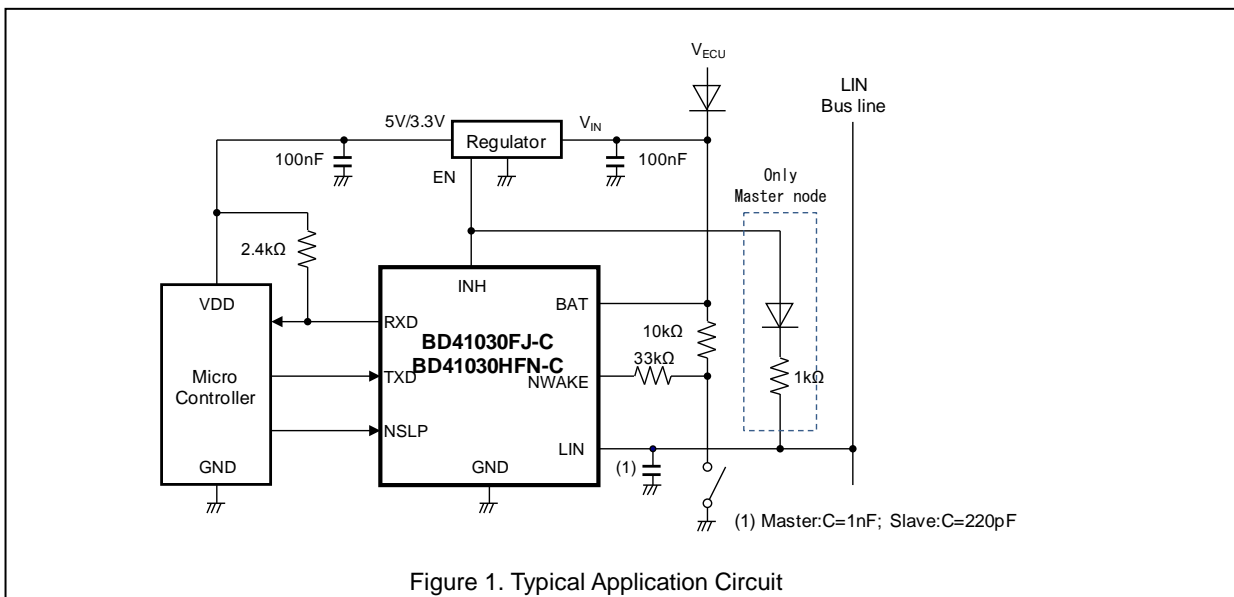 V_ECU
LIN
Bus line
5V/3.3V
Regulator
V_IN
100nF
100nF
EN
Only
Master node
2.4kΩ
VDD
INH
BAT
RXD
BD41030FJ-C
BD41030HFN-C
10kΩ
33kΩ
1kΩ
Micro
Controller
TXD
NWAKE
NSLP
LIN
GND
GND
(1)
(1) Master:C=1nF; Slave:C=220pF
Figure 1. Typical Application Circuit